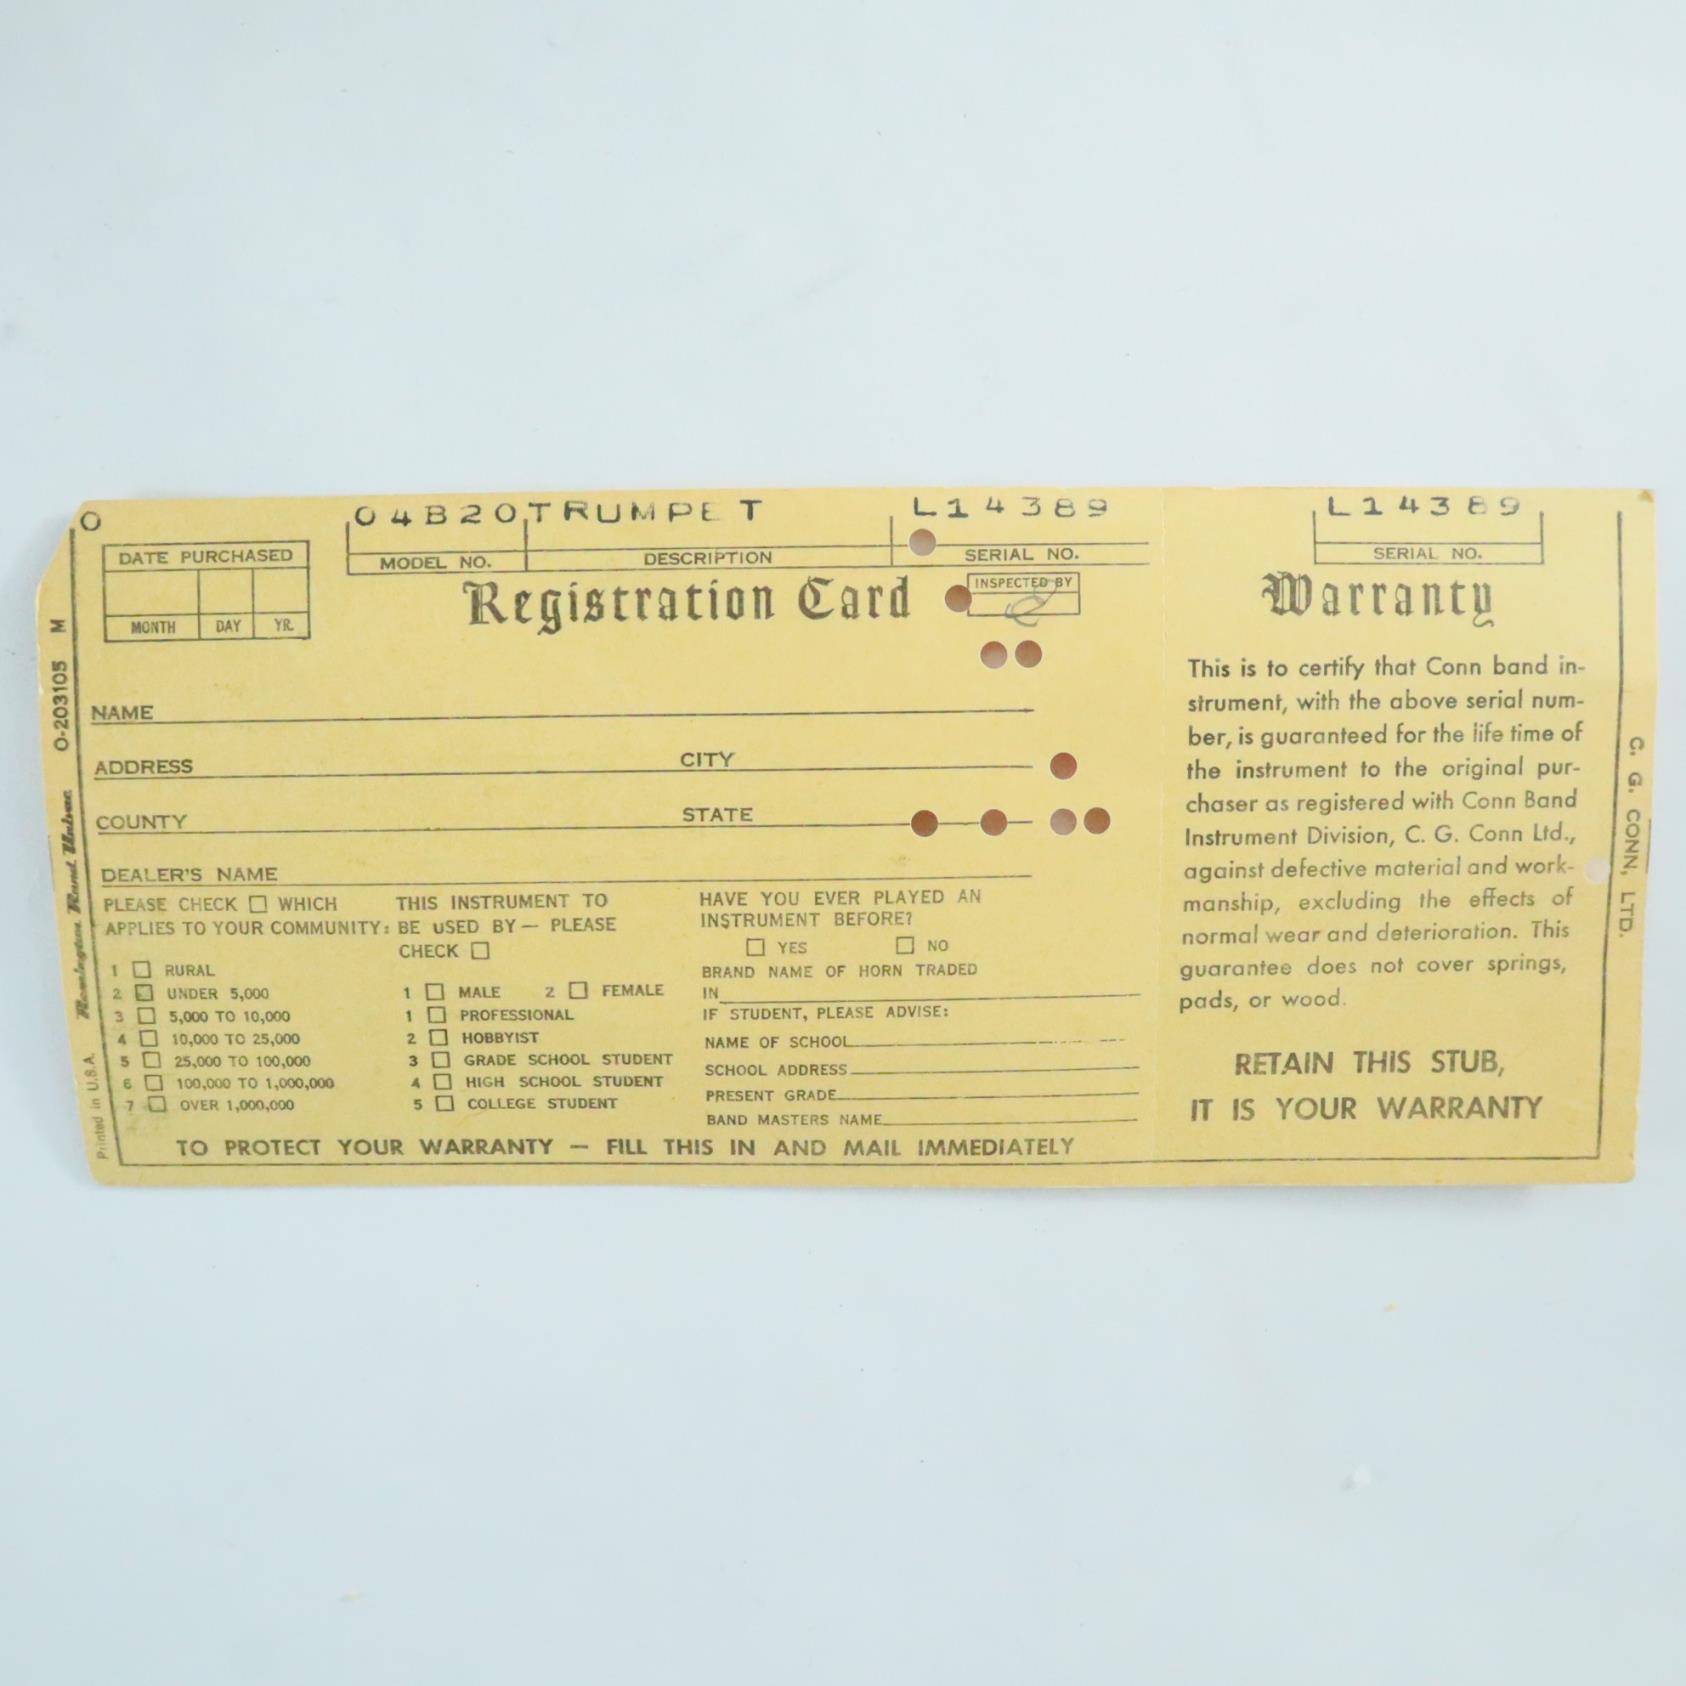 O
04B20 TRUMPET L14389
MODEL NO. DESCRIPTION SERIAL NO.
DATE PURCHASED
MONTH DAY YR.
Registration Card
INSPECTED BY
NAME
ADDRESS CITY
COUNTY STATE
DEALER'S NAME
PLEASE CHECK WHICH
APPLIES TO YOUR COMMUNITY:
1 RURAL
2 UNDER 5,000
3 5,000 TO 10,000
4 10,000 TO 25,000
5 25,000 TO 100,000
6 100,000 TO 1,000,000
7 OVER 1,000,000
THIS INSTRUMENT TO
BE USED BY — PLEASE
CHECK
1 MALE 2 FEMALE
1 PROFESSIONAL
2 HOBBYIST
3 GRADE SCHOOL STUDENT
4 HIGH SCHOOL STUDENT
5 COLLEGE STUDENT
HAVE YOU EVER PLAYED AN
INSTRUMENT BEFORE?
YES NO
BRAND NAME OF HORN TRADED
IN
IF STUDENT, PLEASE ADVISE:
NAME OF SCHOOL
SCHOOL ADDRESS
PRESENT GRADE
BAND MASTERS NAME
TO PROTECT YOUR WARRANTY — FILL THIS IN AND MAIL IMMEDIATELY
Printed in U.S.A. Remington Rand Univac O-203105 M
L14389
SERIAL NO.
Warranty
This is to certify that Conn band in-
strument, with the above serial num-
ber, is guaranteed for the life time of
the instrument to the original pur-
chaser as registered with Conn Band
Instrument Division, C. G. Conn Ltd.,
against defective material and work-
manship, excluding the effects of
normal wear and deterioration. This
guarantee does not cover springs,
pads, or wood.
RETAIN THIS STUB,
IT IS YOUR WARRANTY
C. G. CONN, LTD.